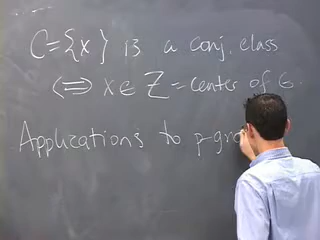 C = {x} is a conj. class
⟺ x ∈ Z = center of G.
Applications to p-gro